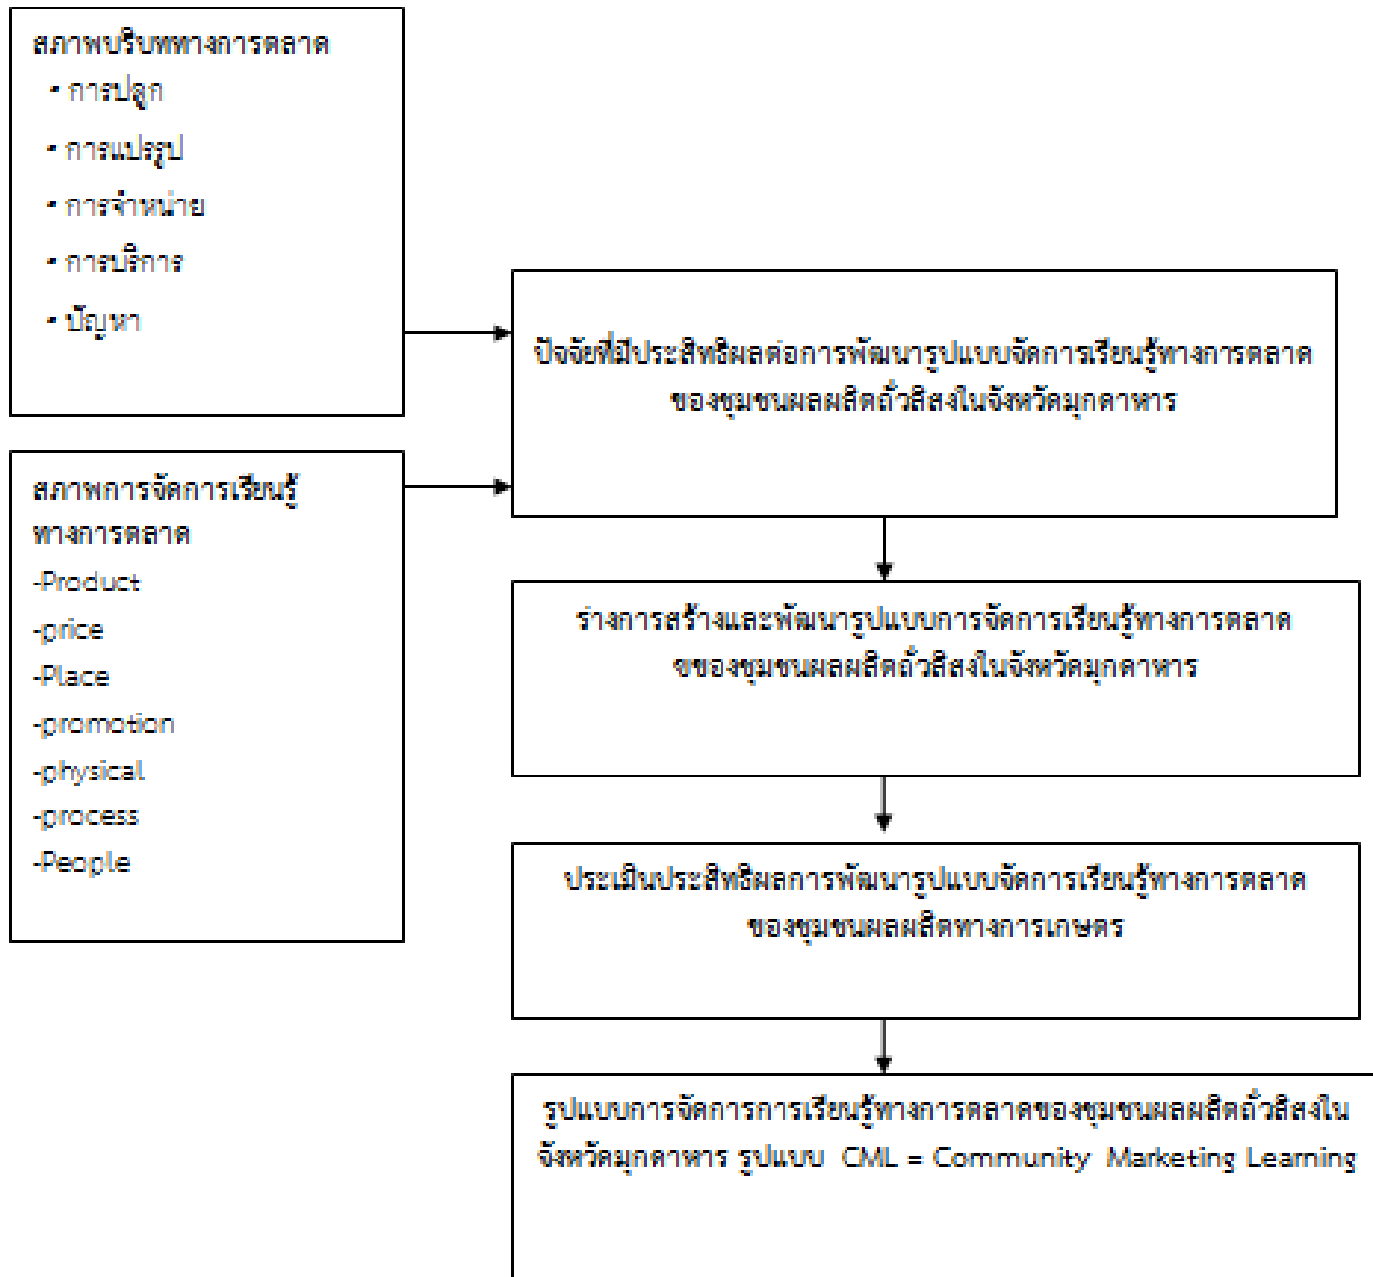 สภาพบริบททางการตลาด
- การปลูก
- การแปรรูป
- การจำหน่าย
- การบริการ
- ปัญหา
สภาพการจัดการเรียนรู้
ทางการตลาด
-Product
-price
-Place
-promotion
-physical
-process
-People
ปัจจัยที่มีประสิทธิผลต่อการพัฒนารูปแบบจัดการเรียนรู้ทางการตลาด
ของชุมชนผลผลิตถั่วลิสงในจังหวัดมุกดาหาร
ร่างการสร้างและพัฒนารูปแบบการจัดการเรียนรู้ทางการตลาด
ขของชุมชนผลผลิตถั่วลิสงในจังหวัดมุกดาหาร
ประเมินประสิทธิผลการพัฒนารูปแบบจัดการเรียนรู้ทางการตลาด
ของชุมชนผลผลิตทางการเกษตร
รูปแบบการจัดการการเรียนรู้ทางการตลาดของชุมชนผลผลิตถั่วลิสงใน
จังหวัดมุกดาหาร รูปแบบ CML = Community Marketing Learning